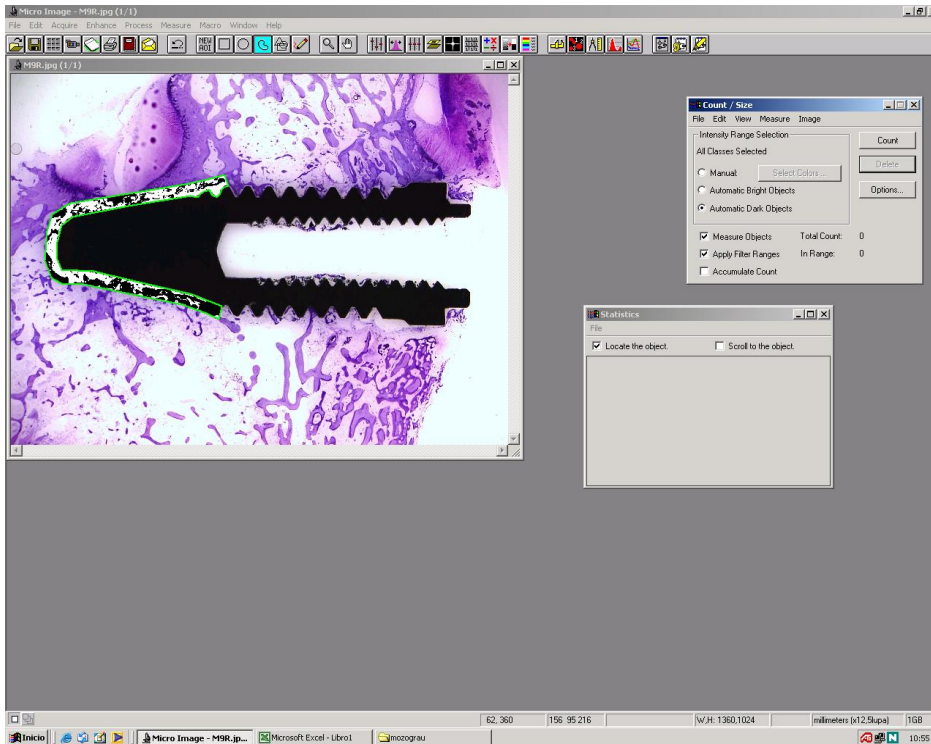 Micro Image - M9R.jpg (1/1)
File Edit Acquire Enhance Process Measure Macro Window Help
NEW AOI
M9R.jpg (1/1)
Count / Size
File Edit View Measure Image
Intensity Range Selection
All Classes Selected
Manual: Select Colors ...
Automatic Bright Objects
Automatic Dark Objects
Count
Delete
Options...
Measure Objects Total Count: 0
Apply Filter Ranges In Range: 0
Accumulate Count
Statistics
File
Locate the object. Scroll to the object.
62, 360 156 95 216 W,H: 1360,1024 millimeters (x12,5lupa) 1GB
Inicio Micro Image - M9R.jp... Microsoft Excel - Libro1 mozograu 10:55